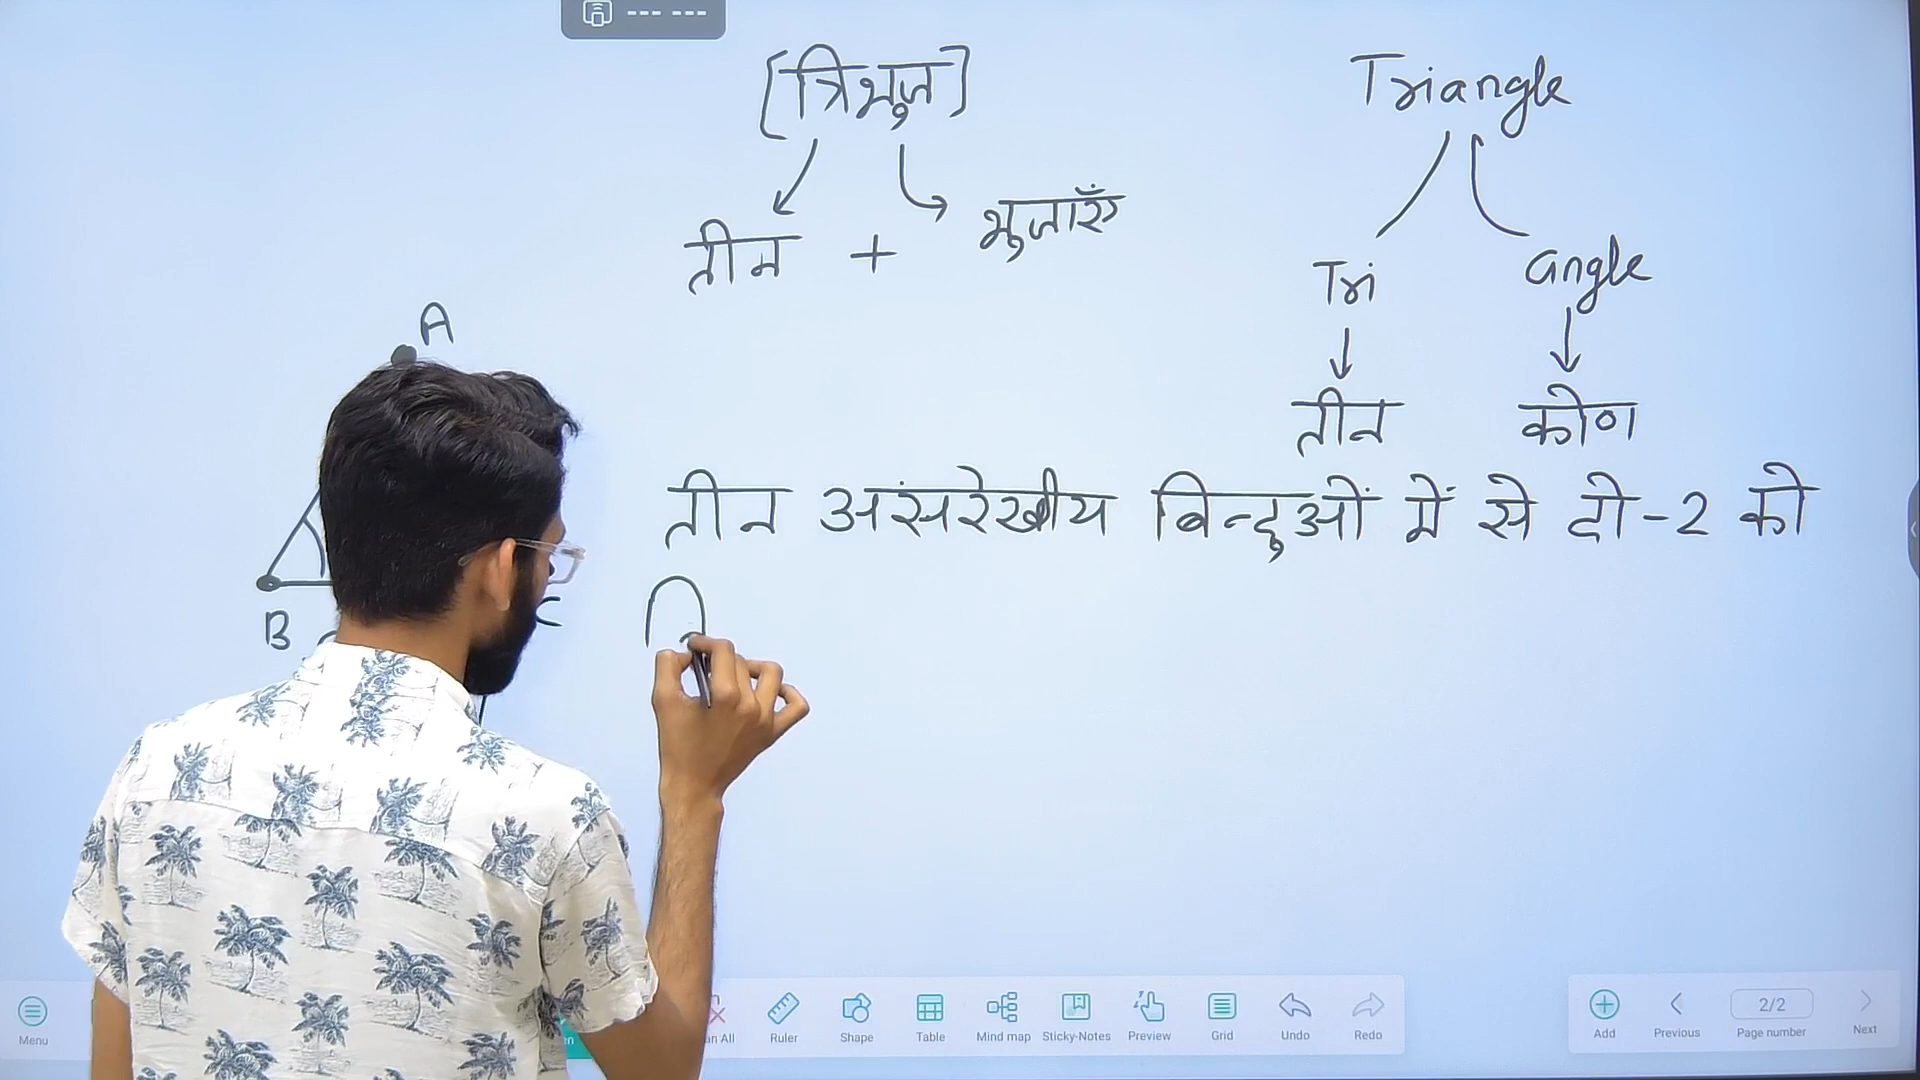 [त्रिभुज] Triangle
तीन + भुजाएँ
Tri angle
तीन कोण
A
B C
तीन असंरेखीय बिन्दुओं में से दो-2 को
Menu
Ruler Shape Table Mind map Sticky-Notes Preview Grid Undo Redo
Add Previous 2/2 Page number Next